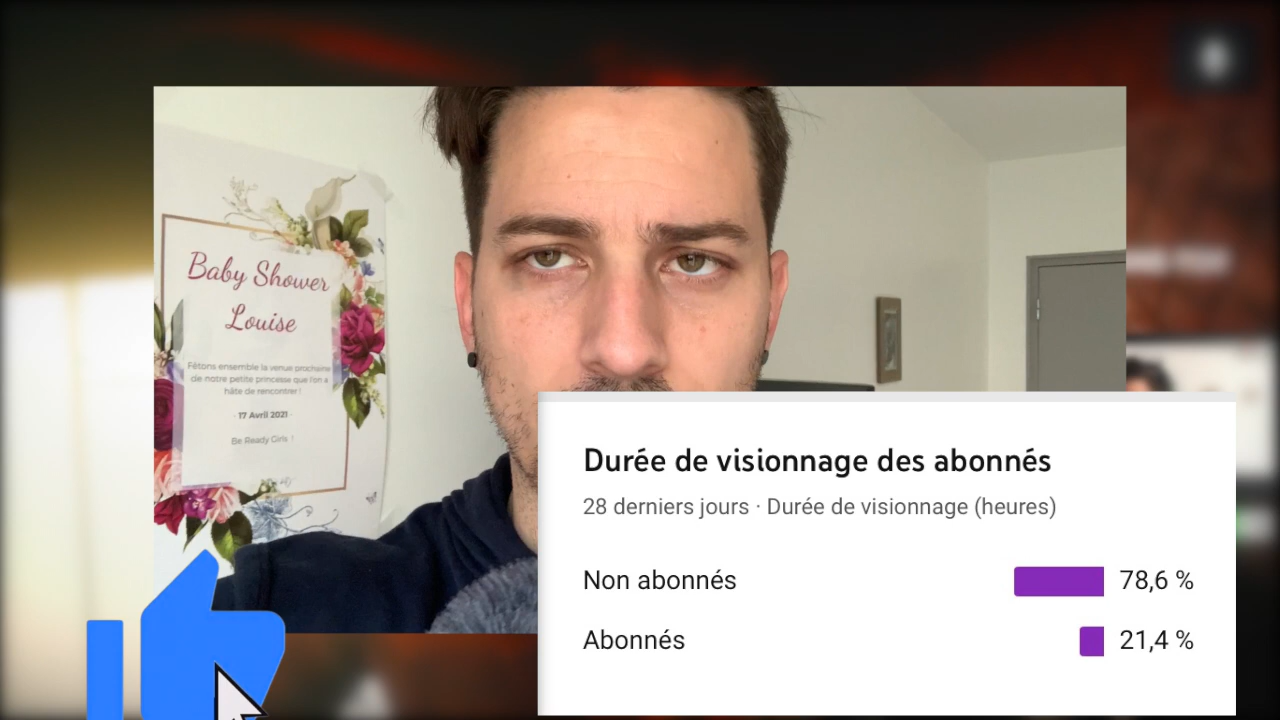 Baby Shower
Louise
Fêtons ensemble la venue prochaine
de notre petite princesse que l'on a
hâte de rencontrer !
- 17 Avril 2021 -
Be Ready Girls !
Durée de visionnage des abonnés
28 derniers jours · Durée de visionnage (heures)
Non abonnés 78,6 %
Abonnés 21,4 %